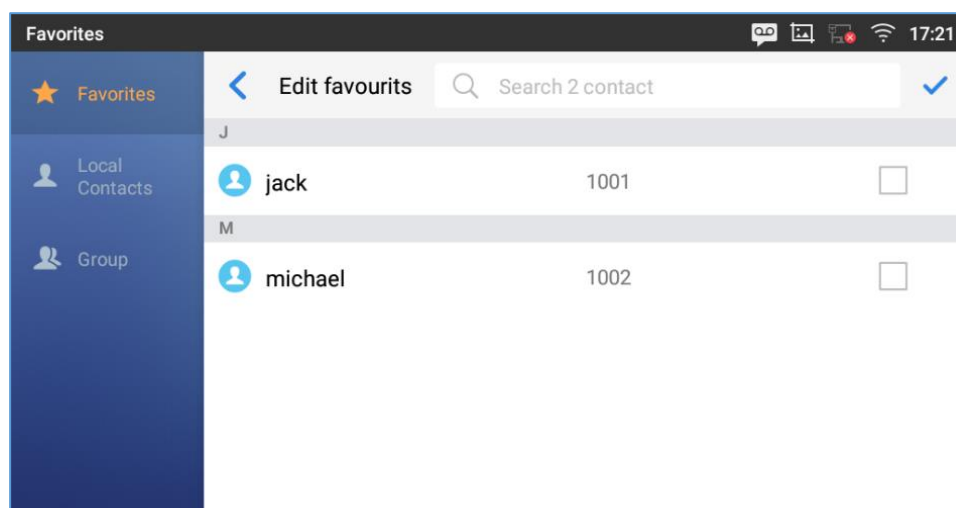 Favorites
17:21
Favorites
Edit favourits
Search 2 contact
J
Local
Contacts
jack
1001
M
Group
michael
1002